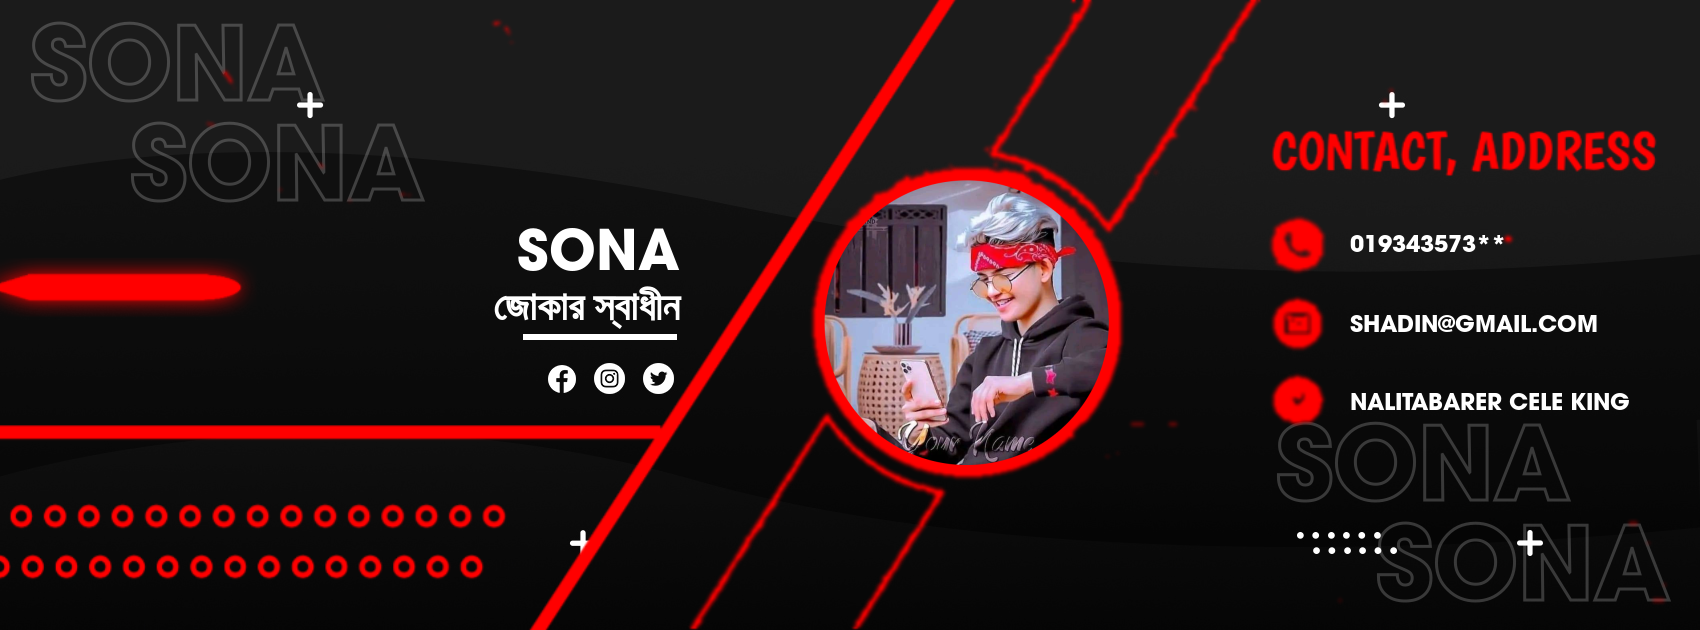 SONA
SONA
SONA
জোকার স্বাধীন
Your Name
CONTACT, ADDRESS
019343573**
SHADIN@GMAIL.COM
NALITABARER CELE KING
SONA
SONA